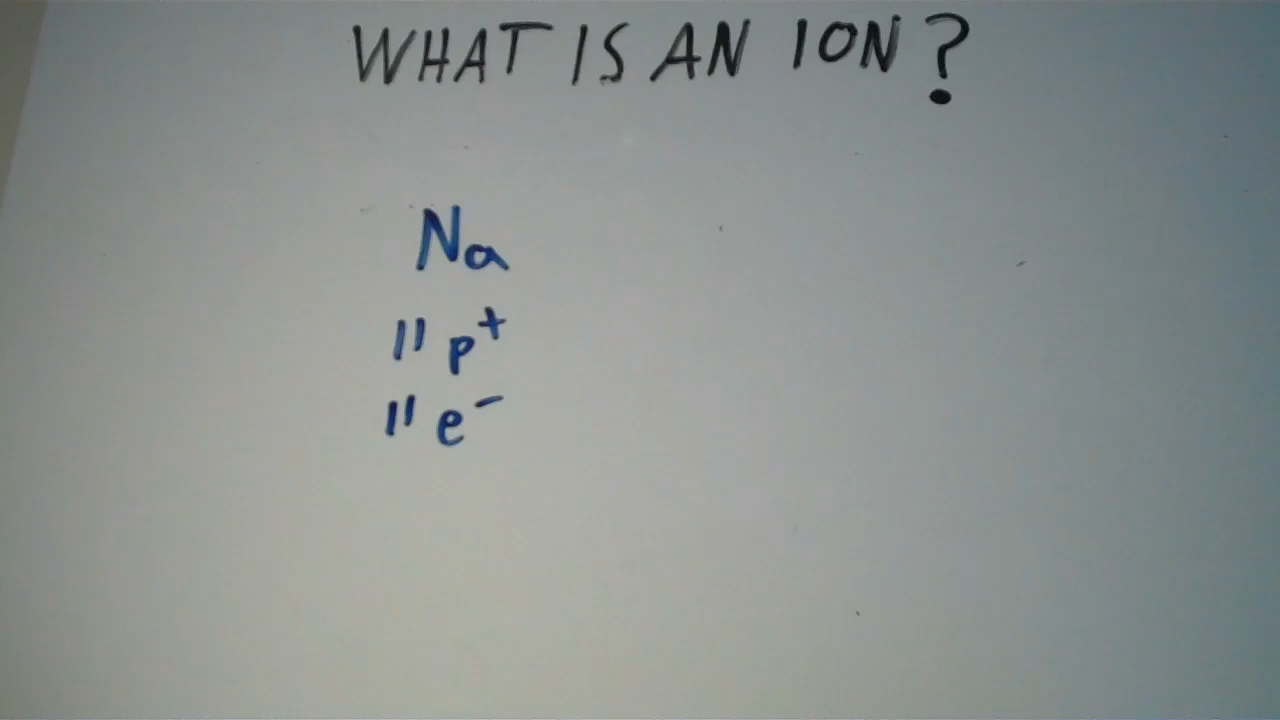 WHAT IS AN ION?
Na
11 p⁺
11 e⁻